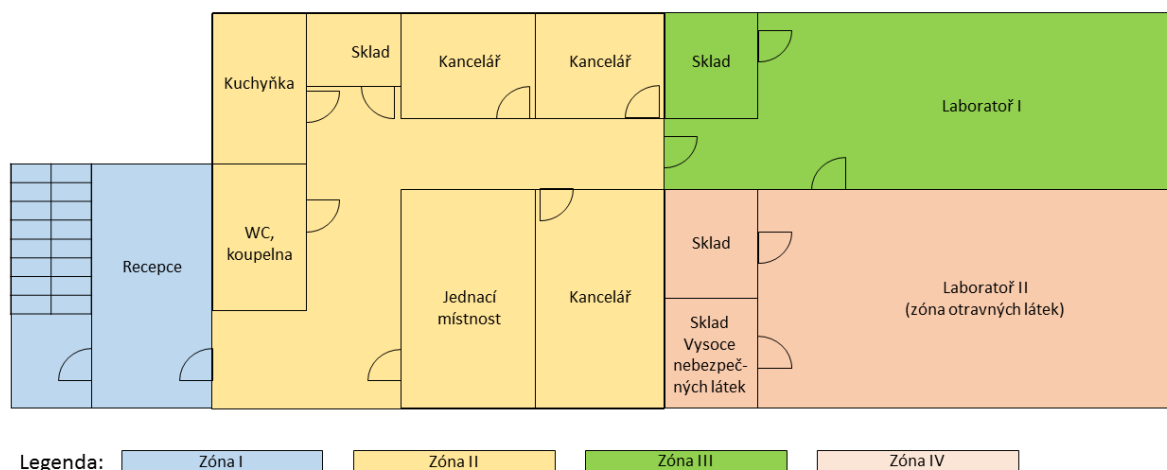 Kuchyňka
Sklad
Kancelář
Kancelář
Sklad
Laboratoř I
Recepce
WC,
koupelna
Jednací
místnost
Kancelář
Sklad
Sklad
Vysoce
nebezpeč-
ných látek
Laboratoř II
(zóna otravných látek)
Legenda:
Zóna I
Zóna II
Zóna III
Zóna IV